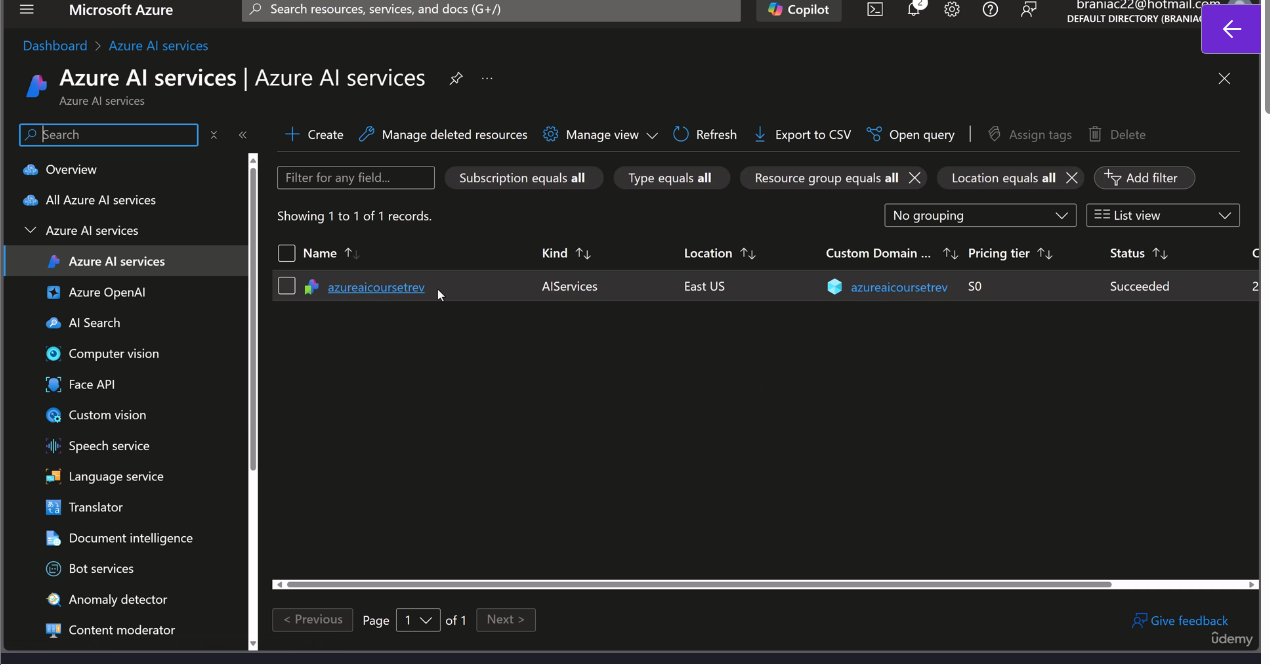 Microsoft Azure
Search resources, services, and docs (G+/)
Copilot
2
braniac22@hotmail.com
DEFAULT DIRECTORY (BRANIAC
Dashboard > Azure AI services
Azure AI services | Azure AI services
Azure AI services
Search
Create
Manage deleted resources
Manage view
Refresh
Export to CSV
Open query
Assign tags
Delete
Filter for any field...
Subscription equals all
Type equals all
Resource group equals all
Location equals all
Add filter
Showing 1 to 1 of 1 records.
No grouping
List view
Name
Kind
Location
Custom Domain ...
Pricing tier
Status
C
azureaicoursetrev
AIServices
East US
azureaicoursetrev
S0
Succeeded
2
Overview
All Azure AI services
Azure AI services
Azure AI services
Azure OpenAI
AI Search
Computer vision
Face API
Custom vision
Speech service
Language service
Translator
Document intelligence
Bot services
Anomaly detector
Content moderator
< Previous
Page
1
of 1
Next >
Give feedback
ûdemy